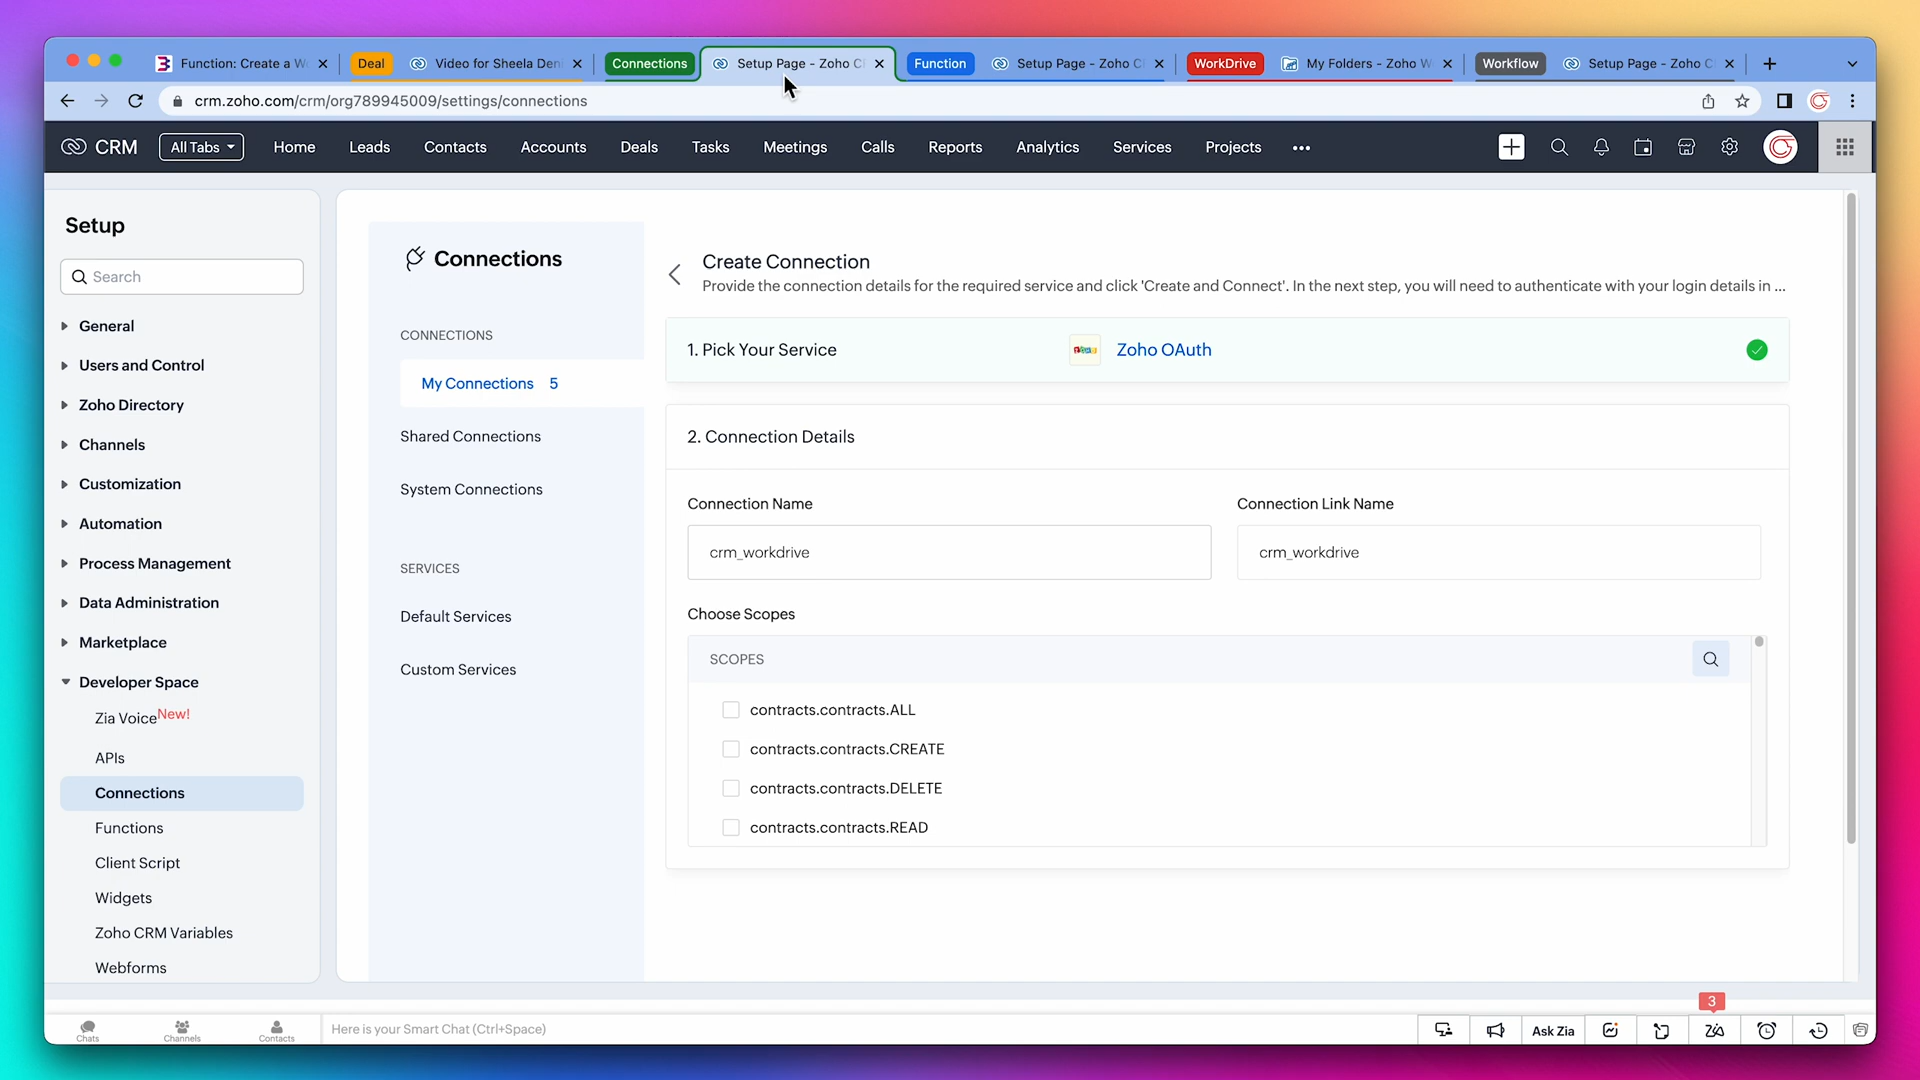 Function: Create a W
Deal
Video for Sheela Den
Connections
Setup Page - Zoho C
Function
Setup Page - Zoho C
WorkDrive
My Folders - Zoho W
Workflow
Setup Page - Zoho C
crm.zoho.com/crm/org789945009/settings/connections
CRM
All Tabs
Home
Leads
Contacts
Accounts
Deals
Tasks
Meetings
Calls
Reports
Analytics
Services
Projects
Setup
Search
General
Users and Control
Zoho Directory
Channels
Customization
Automation
Process Management
Data Administration
Marketplace
Developer Space
Zia Voice New!
APIs
Connections
Functions
Client Script
Widgets
Zoho CRM Variables
Webforms
Connections
CONNECTIONS
My Connections 5
Shared Connections
System Connections
SERVICES
Default Services
Custom Services
Create Connection
Provide the connection details for the required service and click 'Create and Connect'. In the next step, you will need to authenticate with your login details in ...
1. Pick Your Service
ZOHO
Zoho OAuth
2. Connection Details
Connection Name
Connection Link Name
crm_workdrive
crm_workdrive
Choose Scopes
SCOPES
contracts.contracts.ALL
contracts.contracts.CREATE
contracts.contracts.DELETE
contracts.contracts.READ
3
Chats
Channels
Contacts
Here is your Smart Chat (Ctrl+Space)
Ask Zia